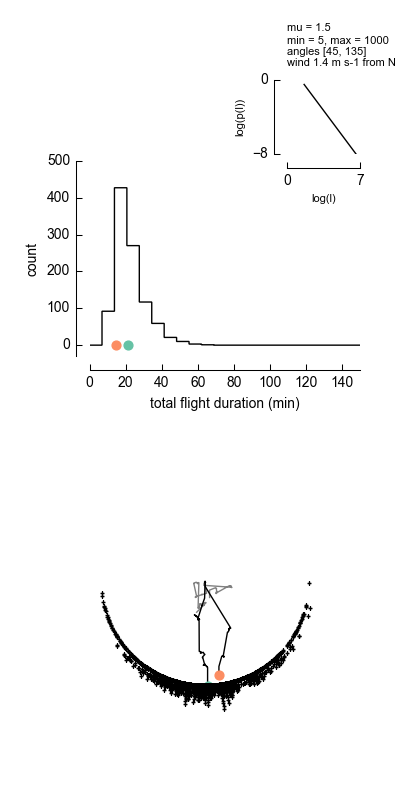 mu = 1.5
min = 5, max = 1000
angles [45, 135]
wind 1.4 m s-1 from N
0
log(p(l))
−8
0 7
log(l)
500
400
300
count
200
100
0
0 20 40 60 80 100 120 140
total flight duration (min)